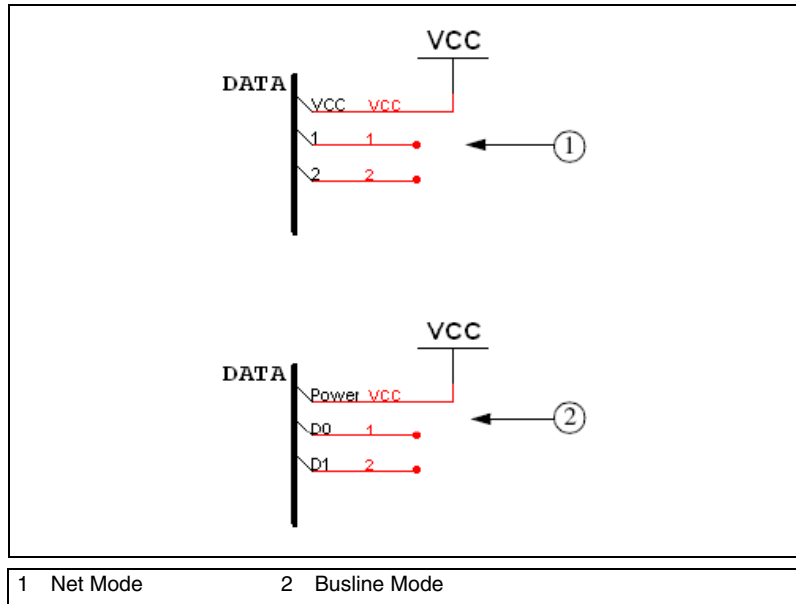 VCC
DATA
VCC VCC
1 1
2 2
1
VCC
DATA
Power VCC
D0 1
D1 2
2
1 Net Mode 2 Busline Mode